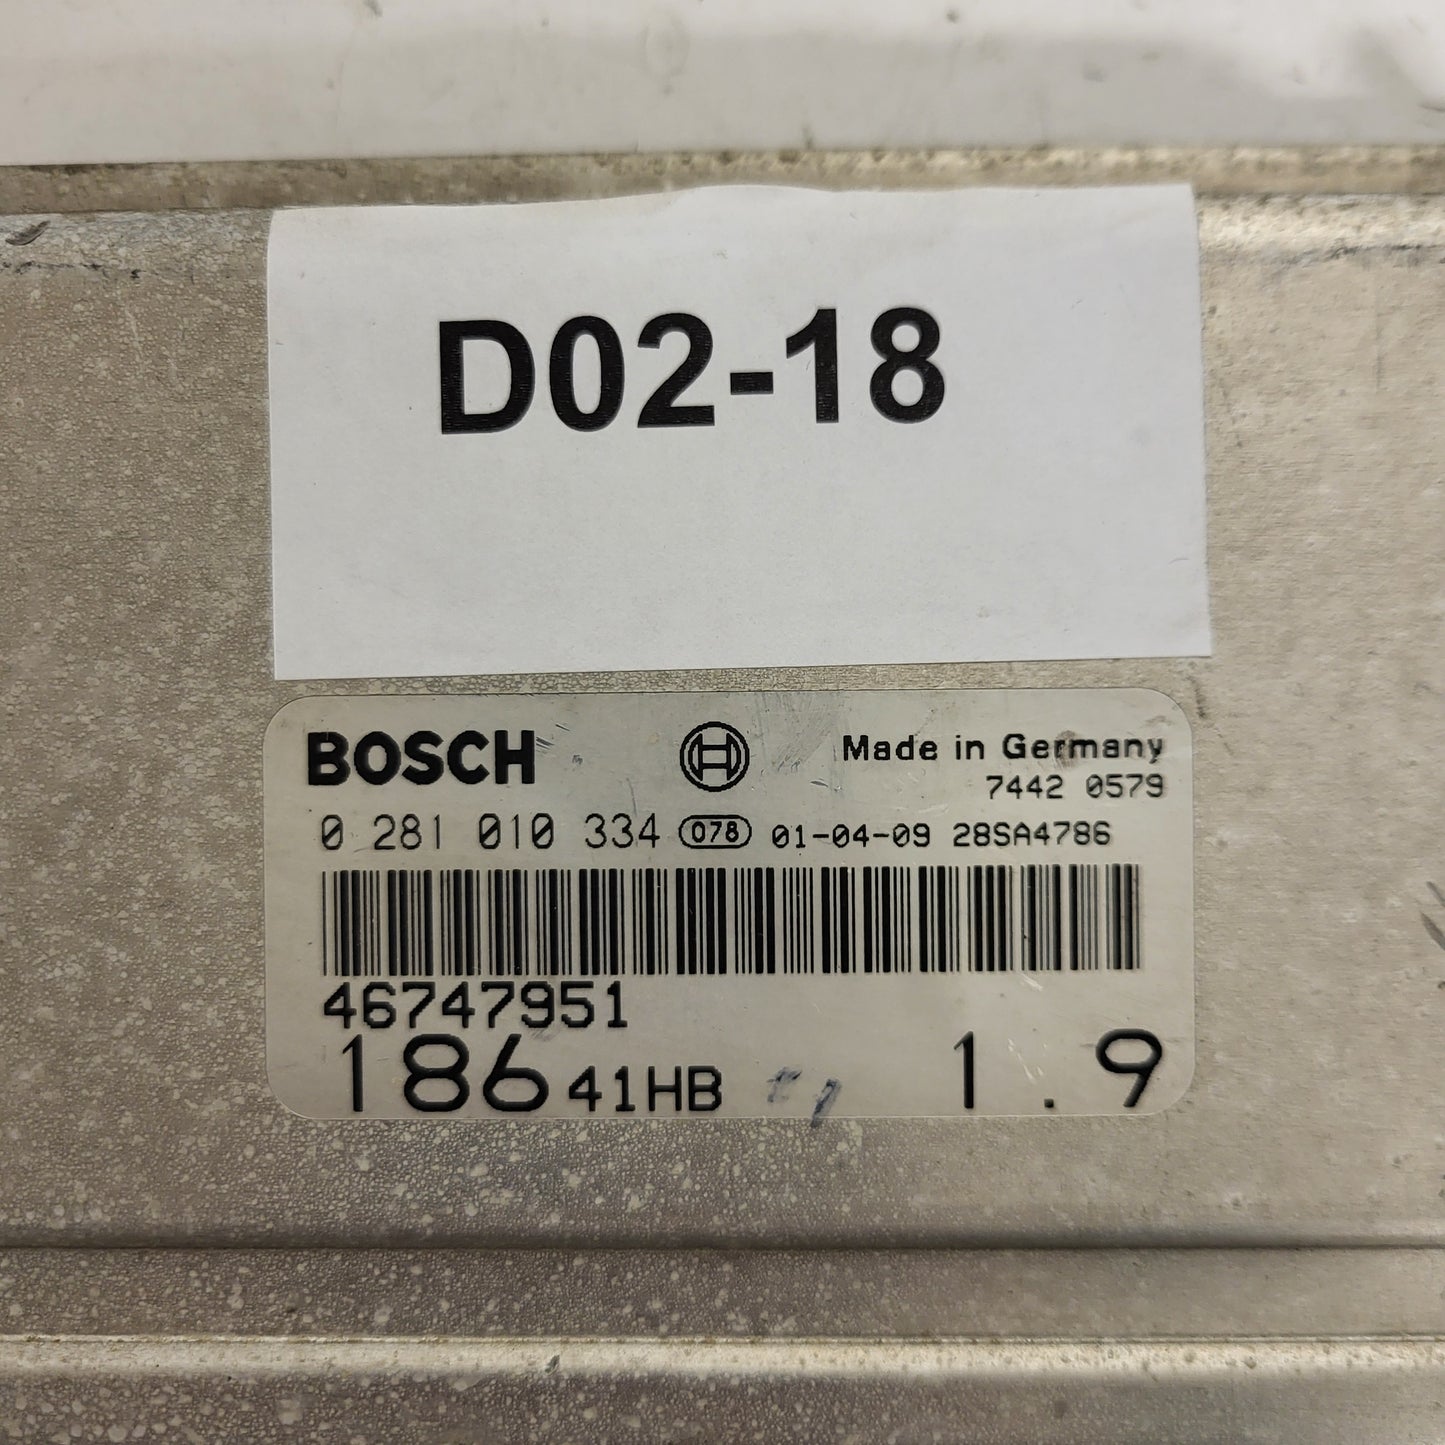 D02-18
BOSCH Made in Germany
7442 0579
0 281 010 334 078 01-04-09 28SA4786
46747951
186 41HB 1.9